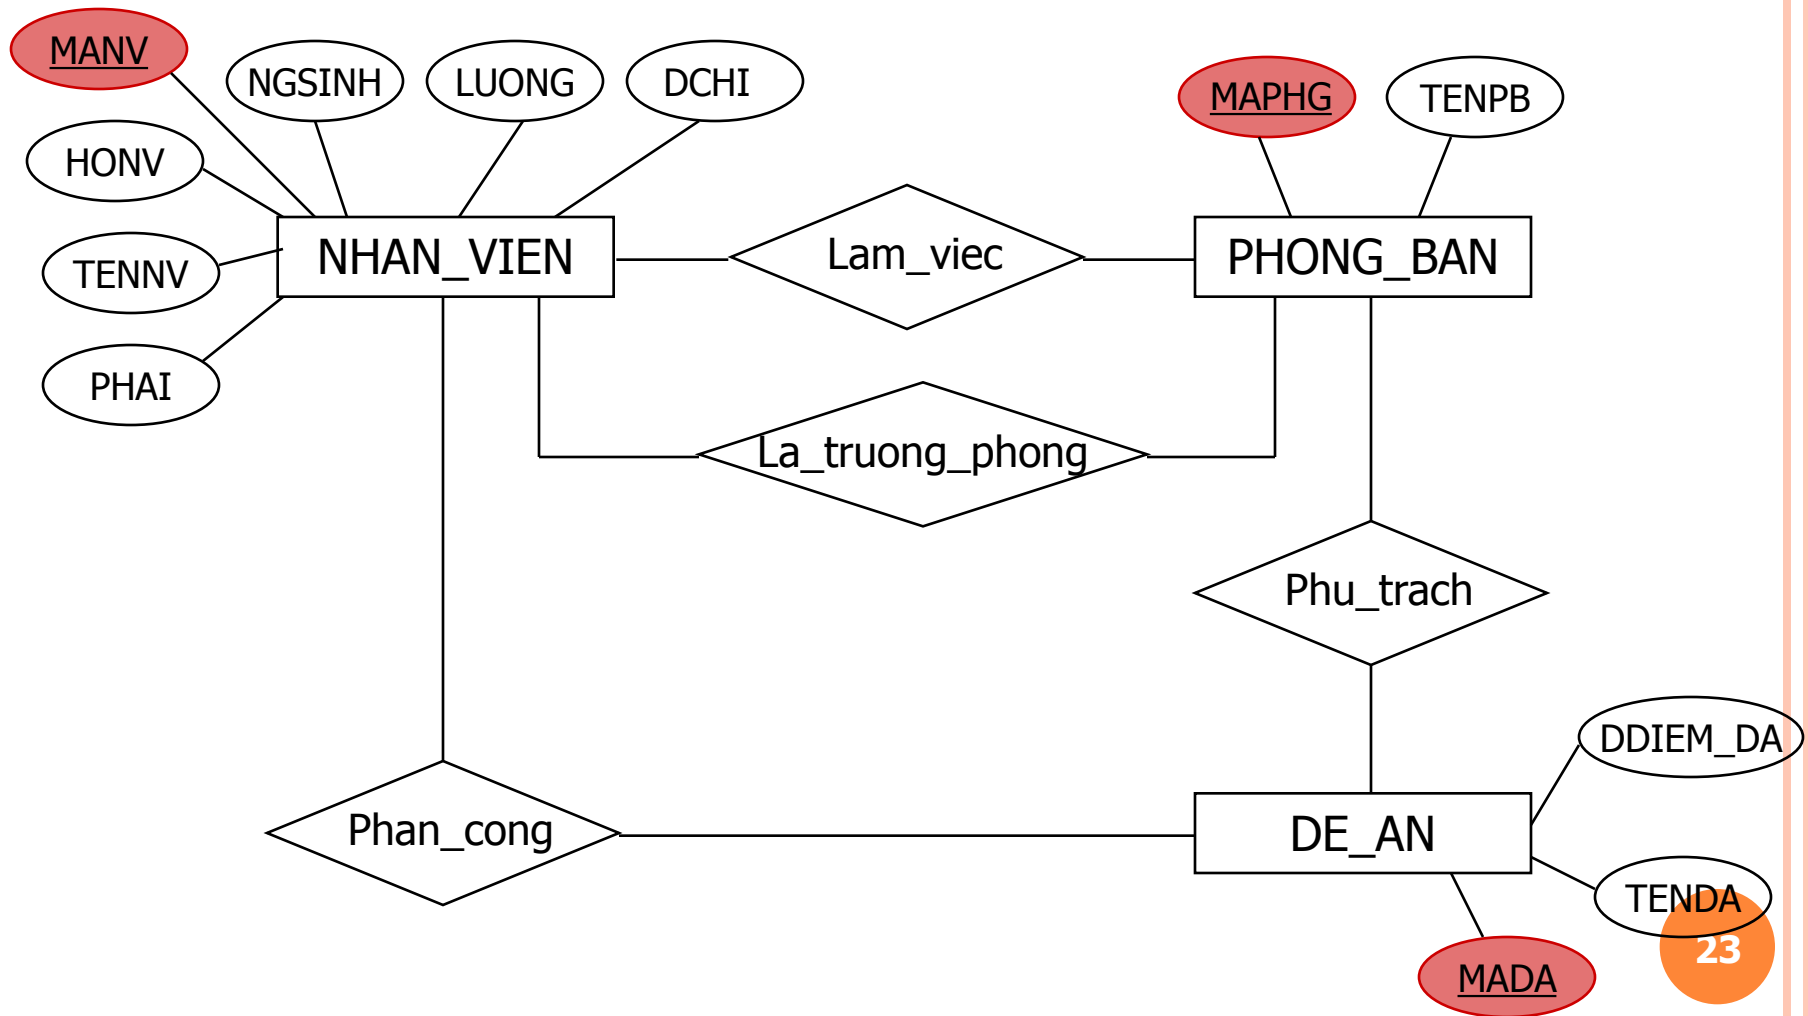 MANV
NGSINH
LUONG
DCHI
MAPHG
TENPB
HONV
TENNV
PHAI
NHAN_VIEN
Lam_viec
PHONG_BAN
La_truong_phong
Phu_trach
Phan_cong
DE_AN
DDIEM_DA
TENDA
MADA
23